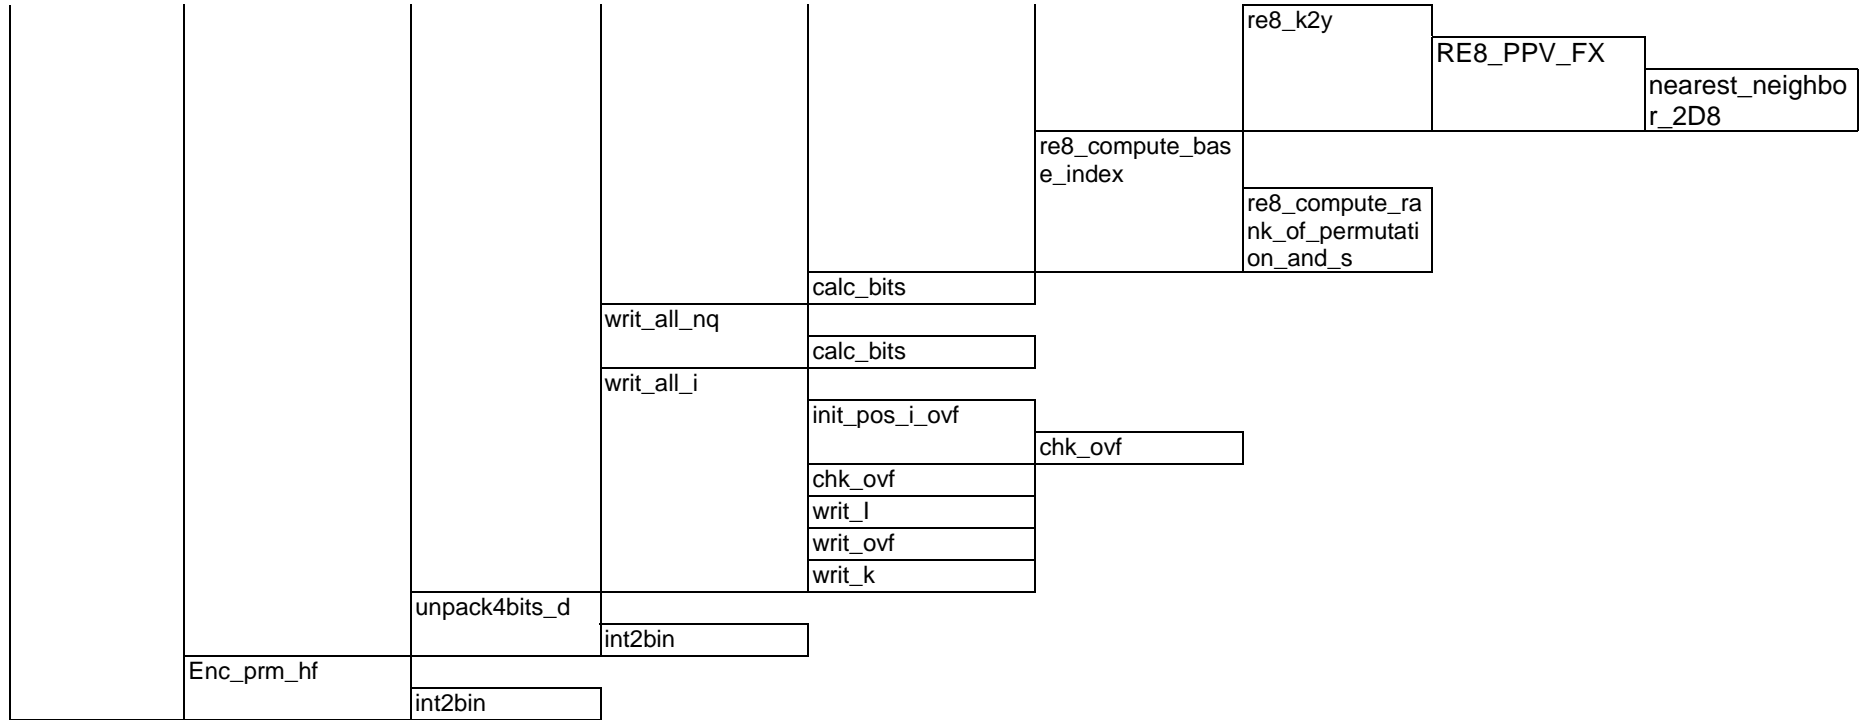 re8_k2y
RE8_PPV_FX
nearest_neighbo
r_2D8
re8_compute_bas
e_index
re8_compute_ra
nk_of_permutati
on_and_s
calc_bits
writ_all_nq
calc_bits
writ_all_i
init_pos_i_ovf
chk_ovf
chk_ovf
writ_I
writ_ovf
writ_k
unpack4bits_d
int2bin
Enc_prm_hf
int2bin